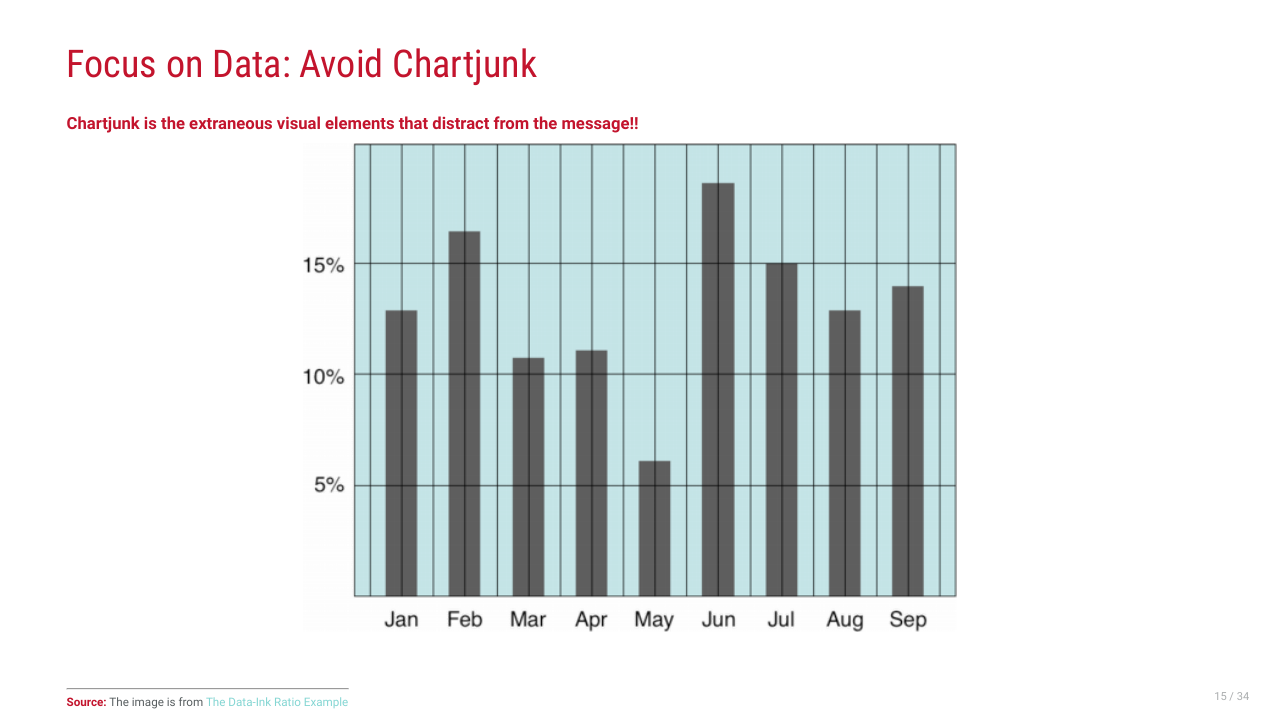 Focus on Data: Avoid Chartjunk
Chartjunk is the extraneous visual elements that distract from the message!!
15%
10%
5%
Jan Feb Mar Apr May Jun Jul Aug Sep
Source: The image is from The Data-Ink Ratio Example
15 / 34